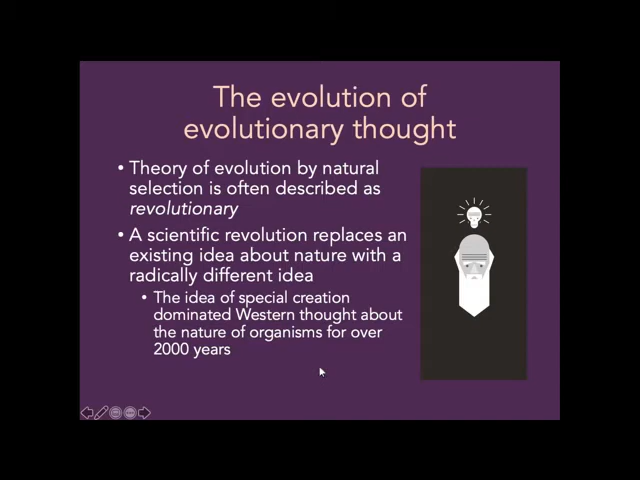 The evolution of
evolutionary thought
• Theory of evolution by natural
selection is often described as
revolutionary
• A scientific revolution replaces an
existing idea about nature with a
radically different idea
• The idea of special creation
dominated Western thought about
the nature of organisms for over
2000 years